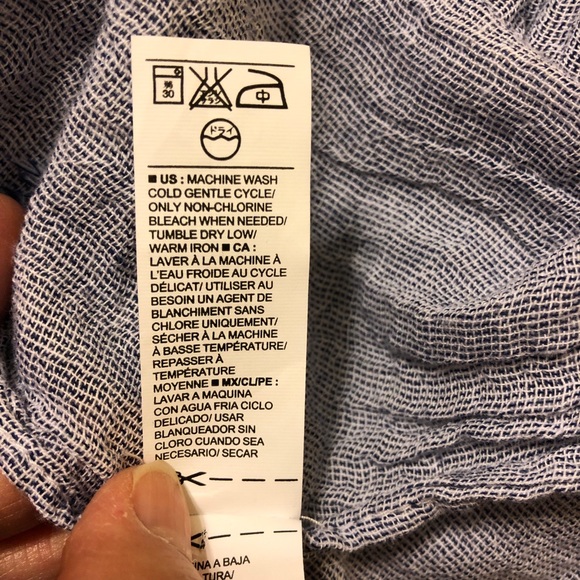 弱
30
中
ドライ
■ US : MACHINE WASH
COLD GENTLE CYCLE/
ONLY NON-CHLORINE
BLEACH WHEN NEEDED/
TUMBLE DRY LOW/
WARM IRON ■ CA :
LAVER À LA MACHINE À
L'EAU FROIDE AU CYCLE
DÉLICAT/ UTILISER AU
BESOIN UN AGENT DE
BLANCHIMENT SANS
CHLORE UNIQUEMENT/
SÉCHER À LA MACHINE
À BASSE TEMPÉRATURE/
REPASSER À
TEMPÉRATURE
MOYENNE ■ MX/CL/PE :
LAVAR A MAQUINA
CON AGUA FRIA CICLO
DELICADO/ USAR
BLANQUEADOR SIN
CLORO CUANDO SEA
NECESARIO/ SECAR
A BAJA